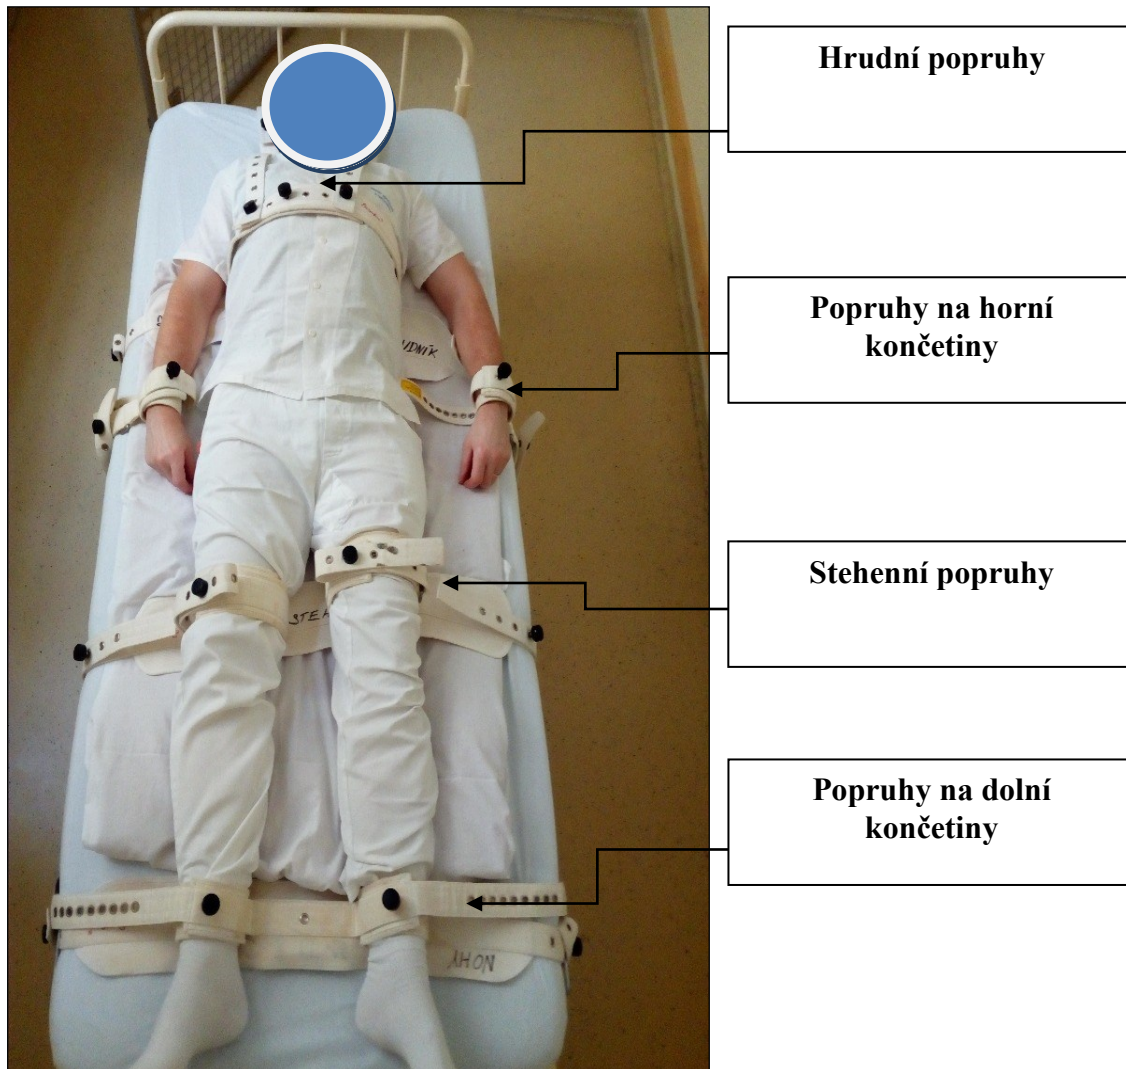 Hrudní popruhy
Popruhy na horní
končetiny
Stehenní popruhy
Popruhy na dolní
končetiny
NOHY